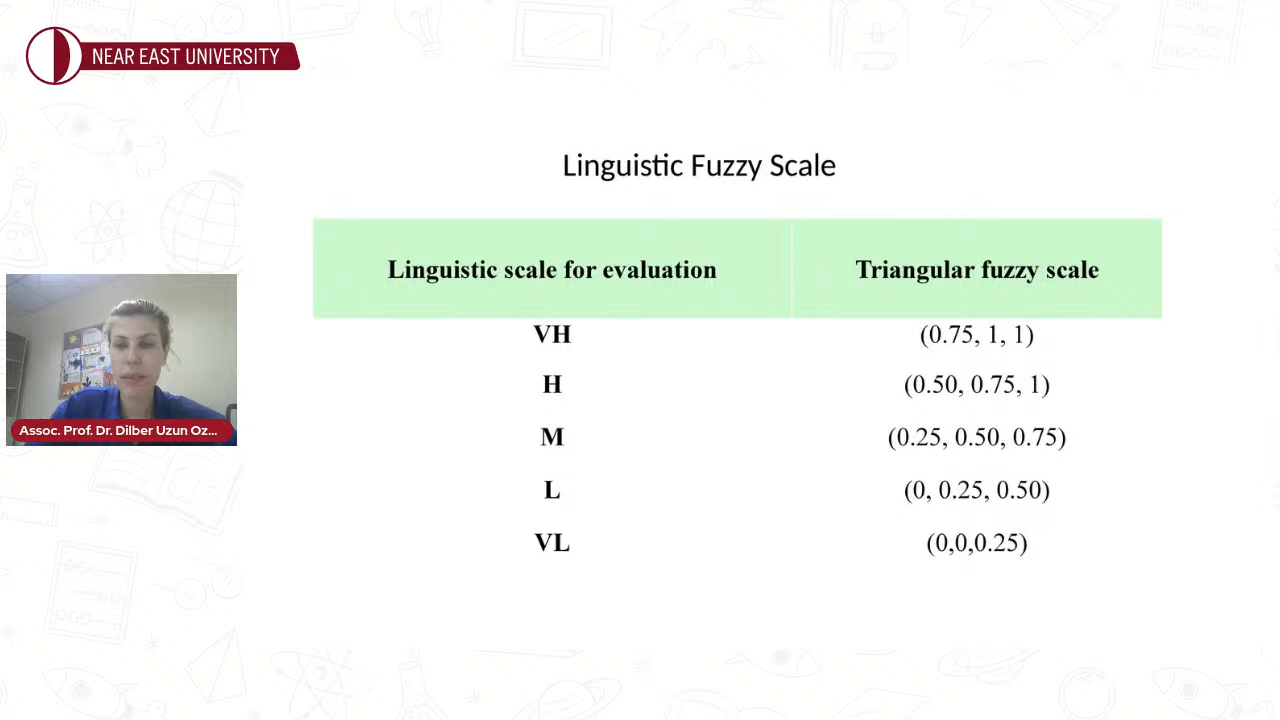 NEAR EAST UNIVERSITY
Linguistic Fuzzy Scale
Linguistic scale for evaluation Triangular fuzzy scale
VH (0.75, 1, 1)
H (0.50, 0.75, 1)
M (0.25, 0.50, 0.75)
L (0, 0.25, 0.50)
VL (0,0,0.25)
Assoc. Prof. Dr. Dilber Uzun Oz...